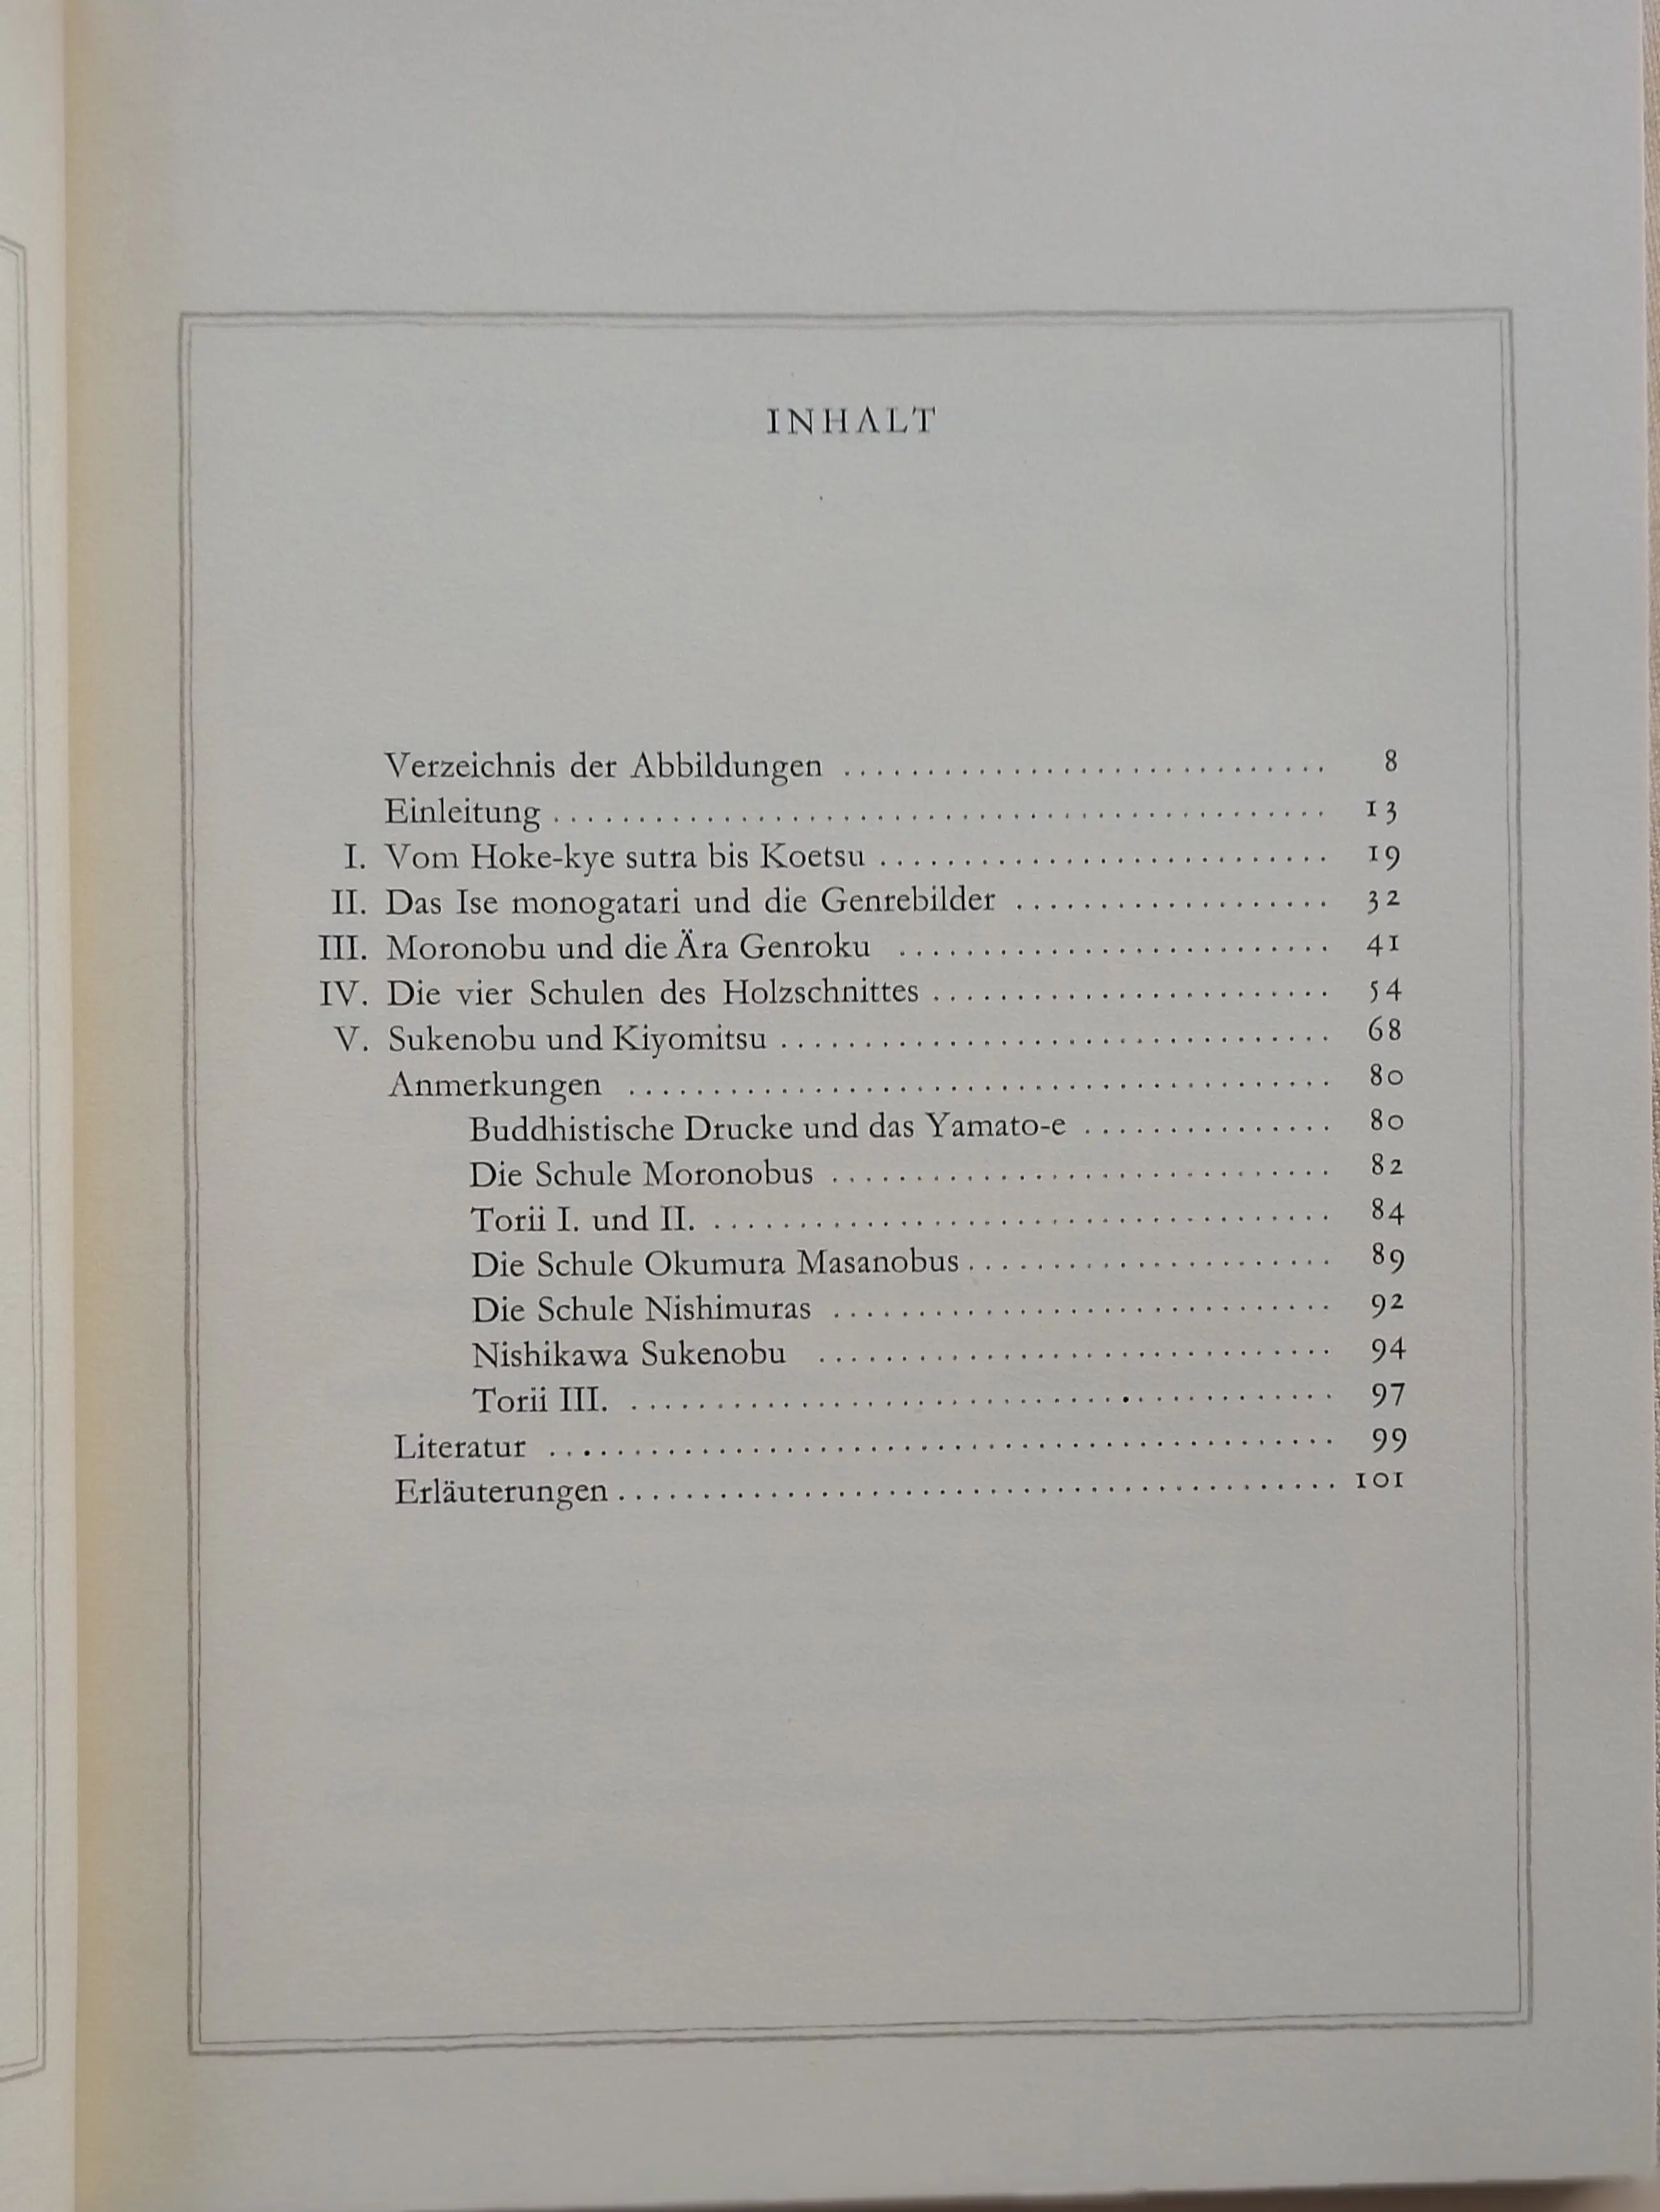 INHALT
Verzeichnis der Abbildungen .............................. 8
Einleitung .............................................. 13
I. Vom Hoke-kye sutra bis Koetsu ........................... 19
II. Das Ise monogatari und die Genrebilder ................... 32
III. Moronobu und die Ära Genroku .......................... 41
IV. Die vier Schulen des Holzschnittes ........................ 54
V. Sukenobu und Kiyomitsu ................................. 68
Anmerkungen .......................................... 80
Buddhistische Drucke und das Yamato-e ............... 80
Die Schule Moronobus .............................. 82
Torii I. und II. ..................................... 84
Die Schule Okumura Masanobus ...................... 89
Die Schule Nishimuras .............................. 92
Nishikawa Sukenobu ............................... 94
Torii III. .......................................... 97
Literatur ............................................... 99
Erläuterungen ........................................... 101